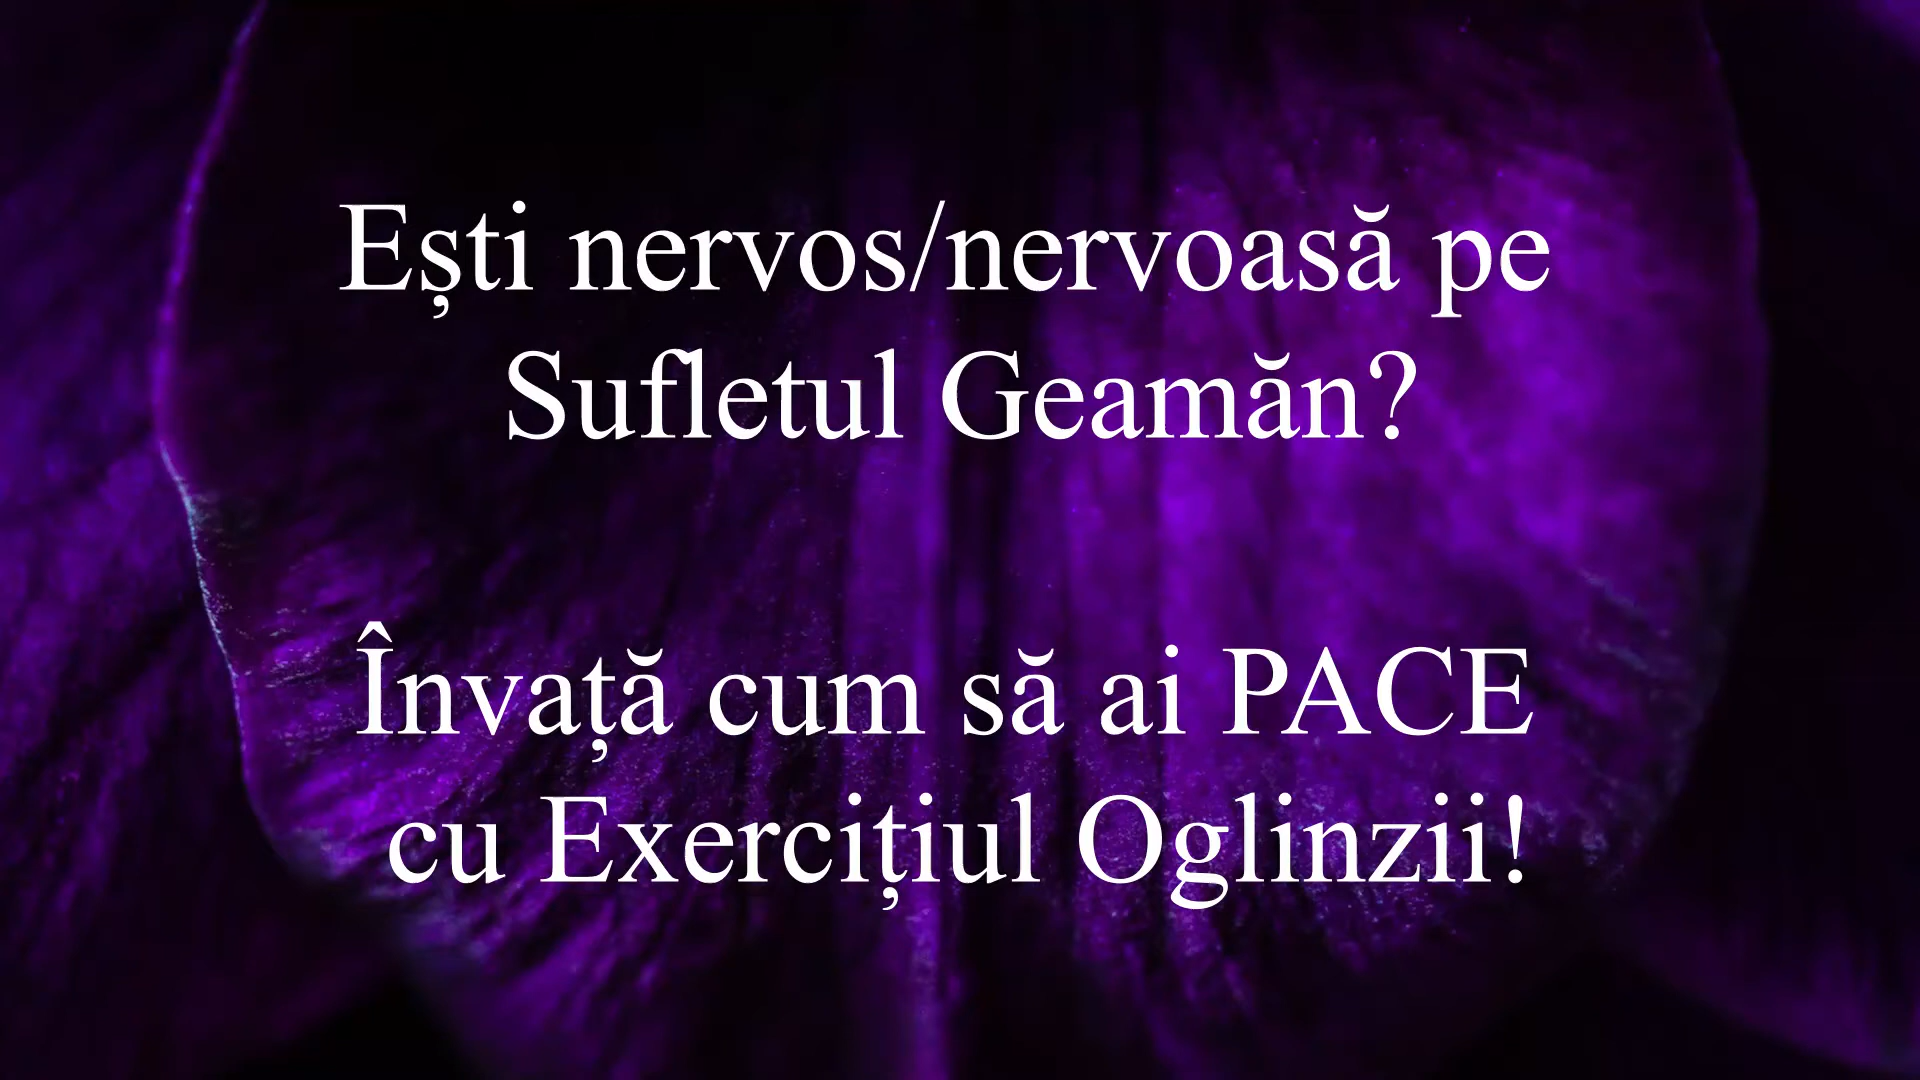 Ești nervos/nervoasă pe
Sufletul Geamăn?
Învață cum să ai PACE
cu Exercițiul Oglinzii!